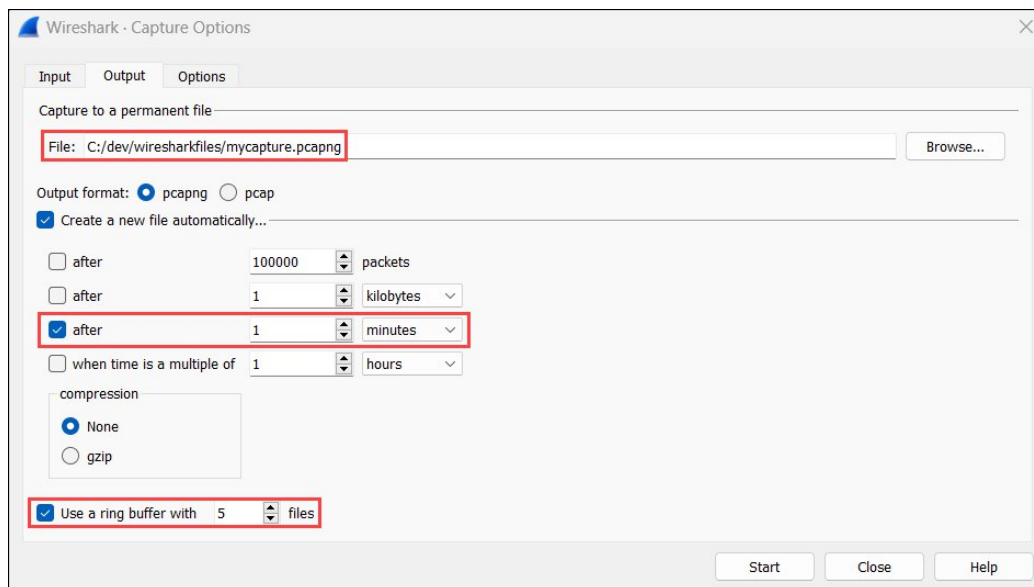 Wireshark · Capture Options
Input Output Options
Capture to a permanent file
File: C:/dev/wiresharkfiles/mycapture.pcapng Browse...
Output format: pcapng pcap
Create a new file automatically...
after 100000 packets
after 1 kilobytes
after 1 minutes
when time is a multiple of 1 hours
compression
None
gzip
Use a ring buffer with 5 files
Start Close Help